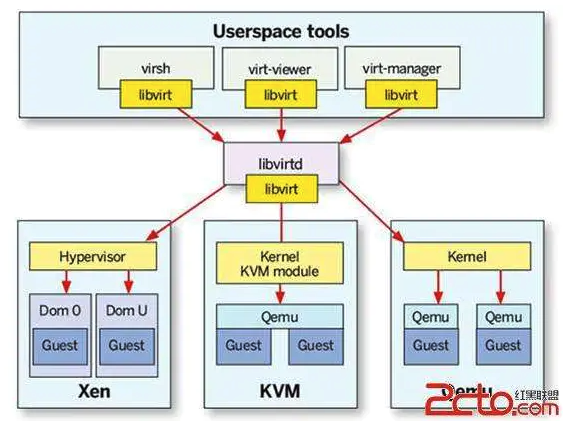 Userspace tools
virsh
virt-viewer
virt-manager
libvirt
libvirt
libvirt
libvirtd
libvirt
Hypervisor
Dom 0
Dom U
Guest
Guest
Xen
Kernel
KVM module
Qemu
Guest
Guest
KVM
Kernel
Qemu
Qemu
Guest
Guest
Qemu
红黑联盟
2cto.com